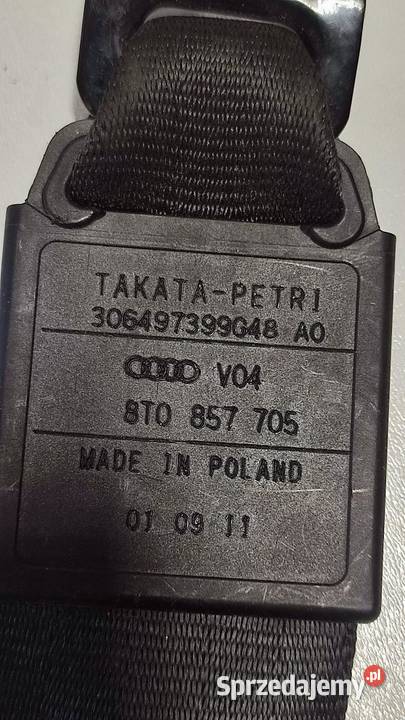 TAKATA-PETRI
306497399G48 A0
V04
8T0 857 705
MADE IN POLAND
01 09 11
Sprzedajemy.pl